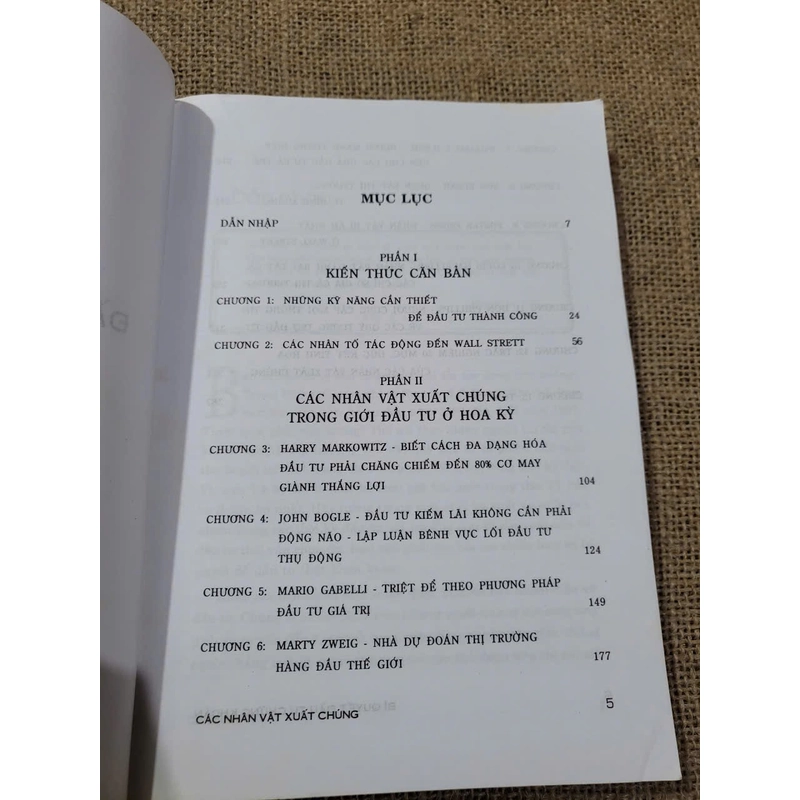 MỤC LỤC
DẪN NHẬP 7
PHẦN I
KIẾN THỨC CĂN BẢN
CHƯƠNG 1: NHỮNG KỸ NĂNG CẦN THIẾT
ĐỂ ĐẦU TƯ THÀNH CÔNG 24
CHƯƠNG 2: CÁC NHÂN TỐ TÁC ĐỘNG ĐẾN WALL STRETT 56
PHẦN II
CÁC NHÂN VẬT XUẤT CHÚNG
TRONG GIỚI ĐẦU TƯ Ở HOA KỲ
CHƯƠNG 3: HARRY MARKOWITZ - BIẾT CÁCH ĐA DẠNG HÓA
ĐẦU TƯ PHẢI CHĂNG CHIẾM ĐẾN 80% CƠ MAY
GIÀNH THẮNG LỢI 104
CHƯƠNG 4: JOHN BOGLE - ĐẦU TƯ KIẾM LÃI KHÔNG CẦN PHẢI
ĐỘNG NÃO - LẬP LUẬN BÊNH VỰC LỐI ĐẦU TƯ
THỤ ĐỘNG 124
CHƯƠNG 5: MARIO GABELLI - TRIỆT ĐỂ THEO PHƯƠNG PHÁP
ĐẦU TƯ GIÁ TRỊ 149
CHƯƠNG 6: MARTY ZWEIG - NHÀ DỰ ĐOÁN THỊ TRƯỜNG
HÀNG ĐẦU THẾ GIỚI 177
CÁC NHÂN VẬT XUẤT CHÚNG 5